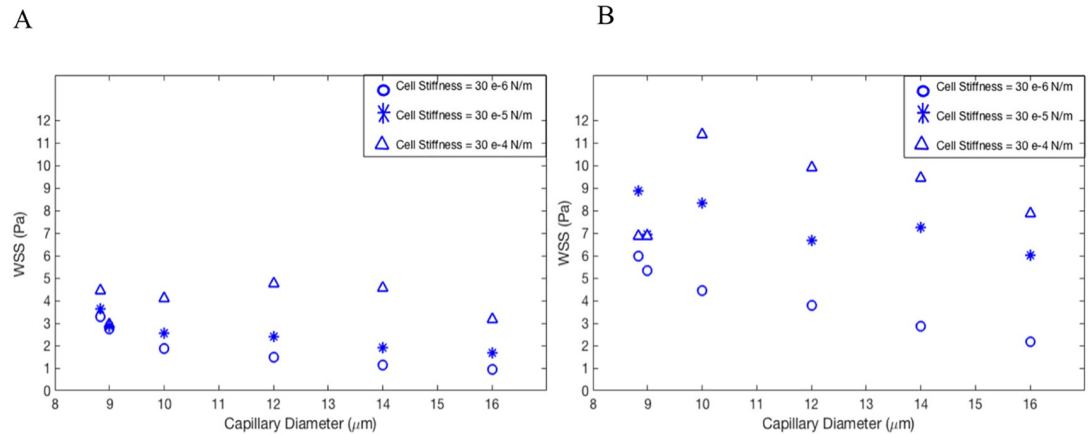 A
B
Cell Stiffness = 30 e-6 N/m
Cell Stiffness = 30 e-5 N/m
Cell Stiffness = 30 e-4 N/m
12
11
10
9
8
7
6
5
4
3
2
1
0
WSS (Pa)
8 9 10 11 12 13 14 15 16
Capillary Diameter (μm)
Cell Stiffness = 30 e-6 N/m
Cell Stiffness = 30 e-5 N/m
Cell Stiffness = 30 e-4 N/m
12
11
10
9
8
7
6
5
4
3
2
1
0
WSS (Pa)
8 9 10 11 12 13 14 15 16
Capillary Diameter (μm)